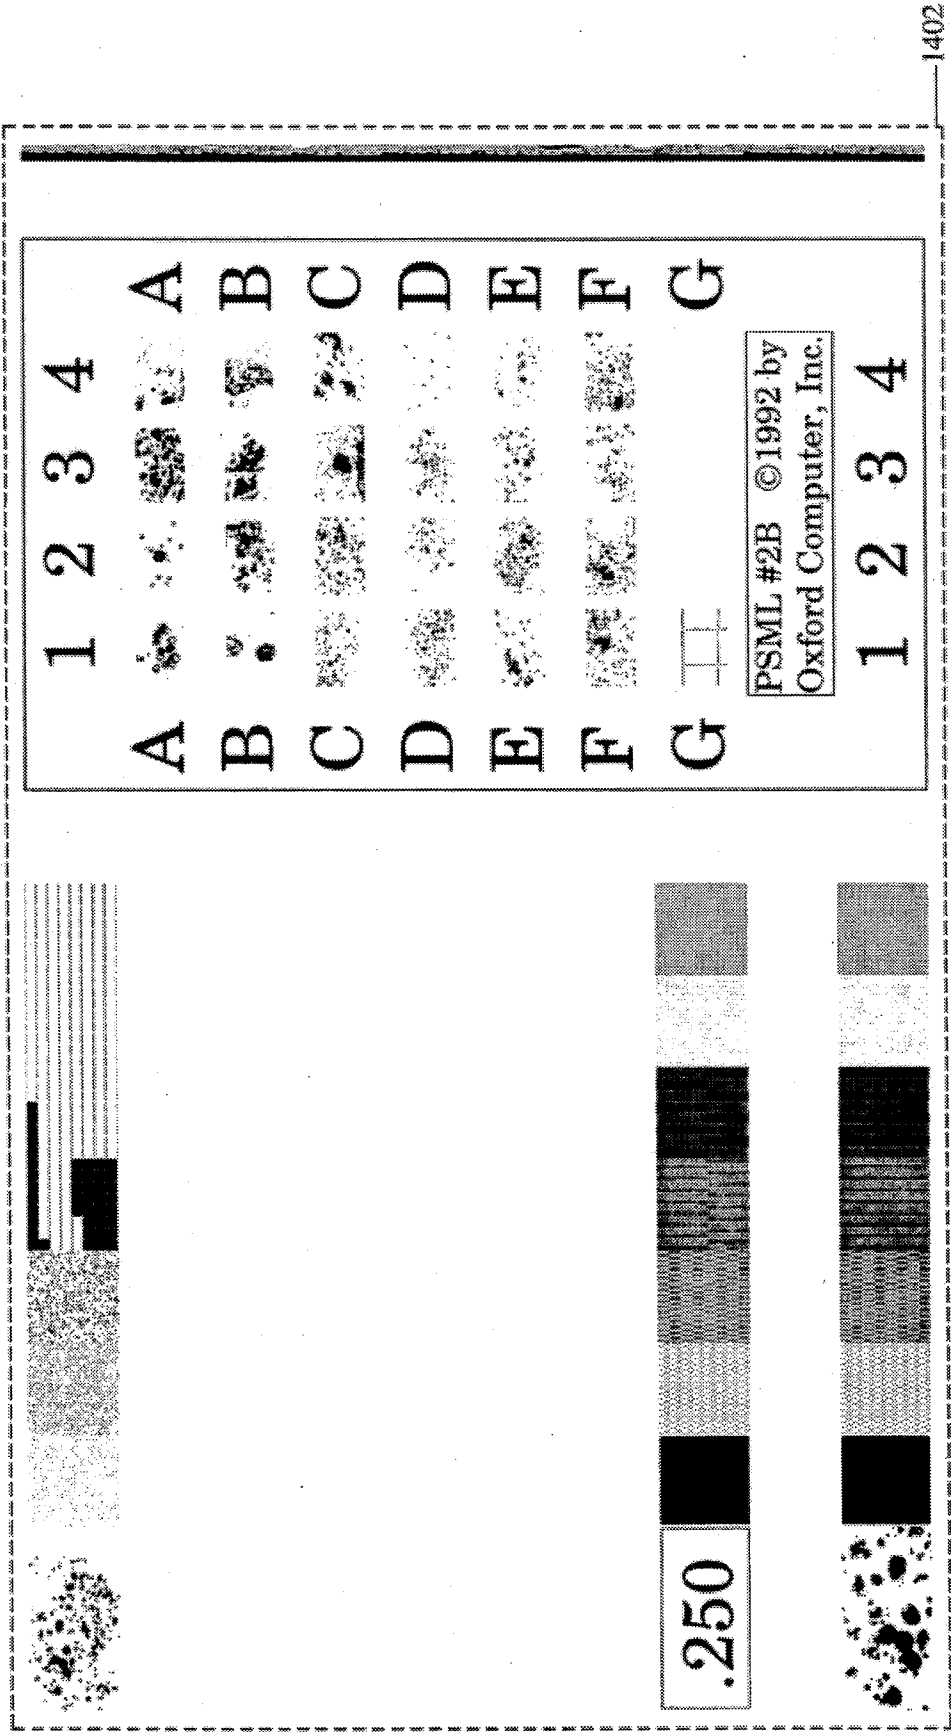 1402
1 2 3 4
A A
B B
C C
D D
E E
F F
G G
PSML #2B ©1992 by
Oxford Computer, Inc.
1 2 3 4
.250